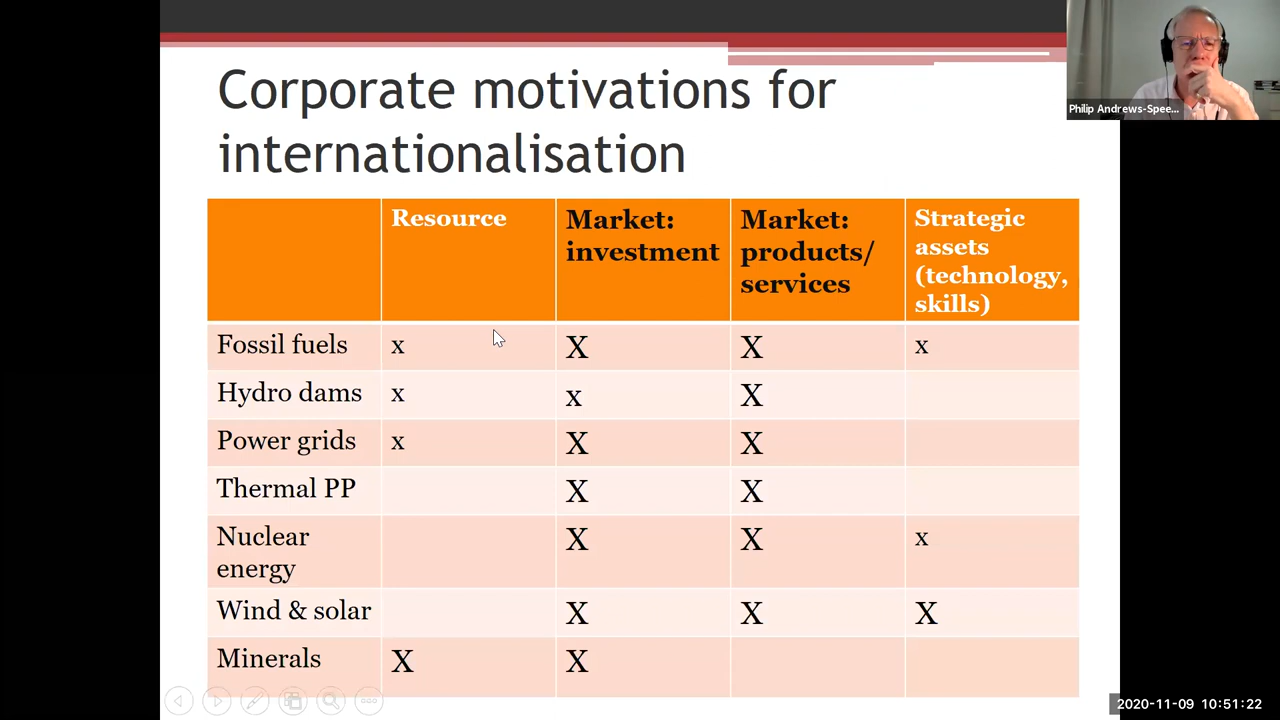 Corporate motivations for
internationalisation
Philip Andrews-Spee...
Resource
Market:
investment
Market:
products/
services
Strategic
assets
(technology,
skills)
Fossil fuels x X X x
Hydro dams x x X
Power grids x X X
Thermal PP X X
Nuclear
energy X X x
Wind & solar X X X
Minerals X X
2020-11-09 10:51:22